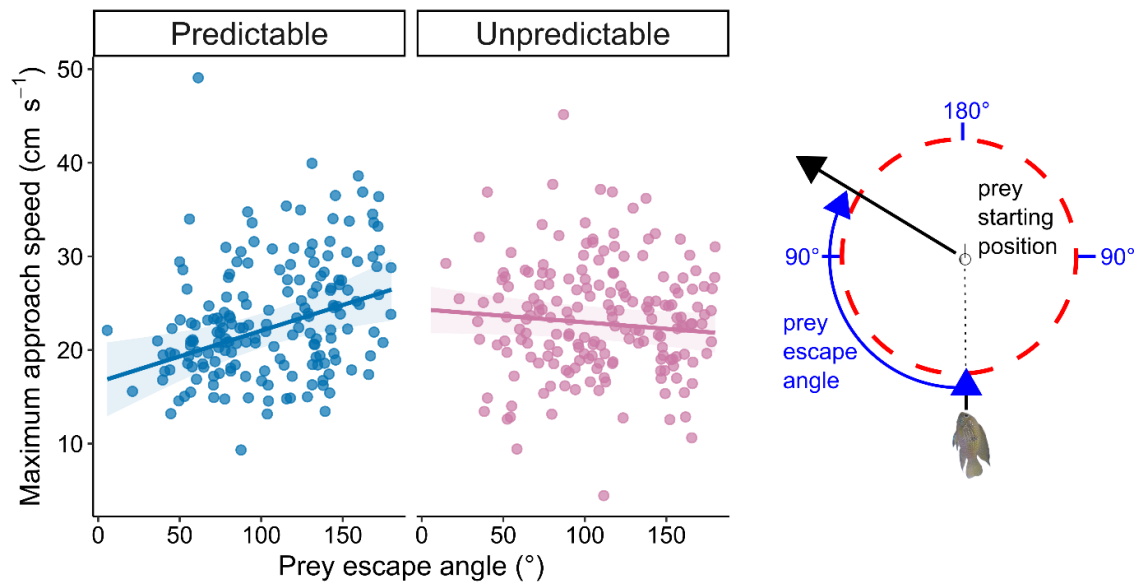 Predictable
Unpredictable
Maximum approach speed (cm s⁻¹)
50
40
30
20
10
0
50
100
150
0
50
100
150
Prey escape angle (°)
180°
prey
starting
position
90°
90°
prey
escape
angle